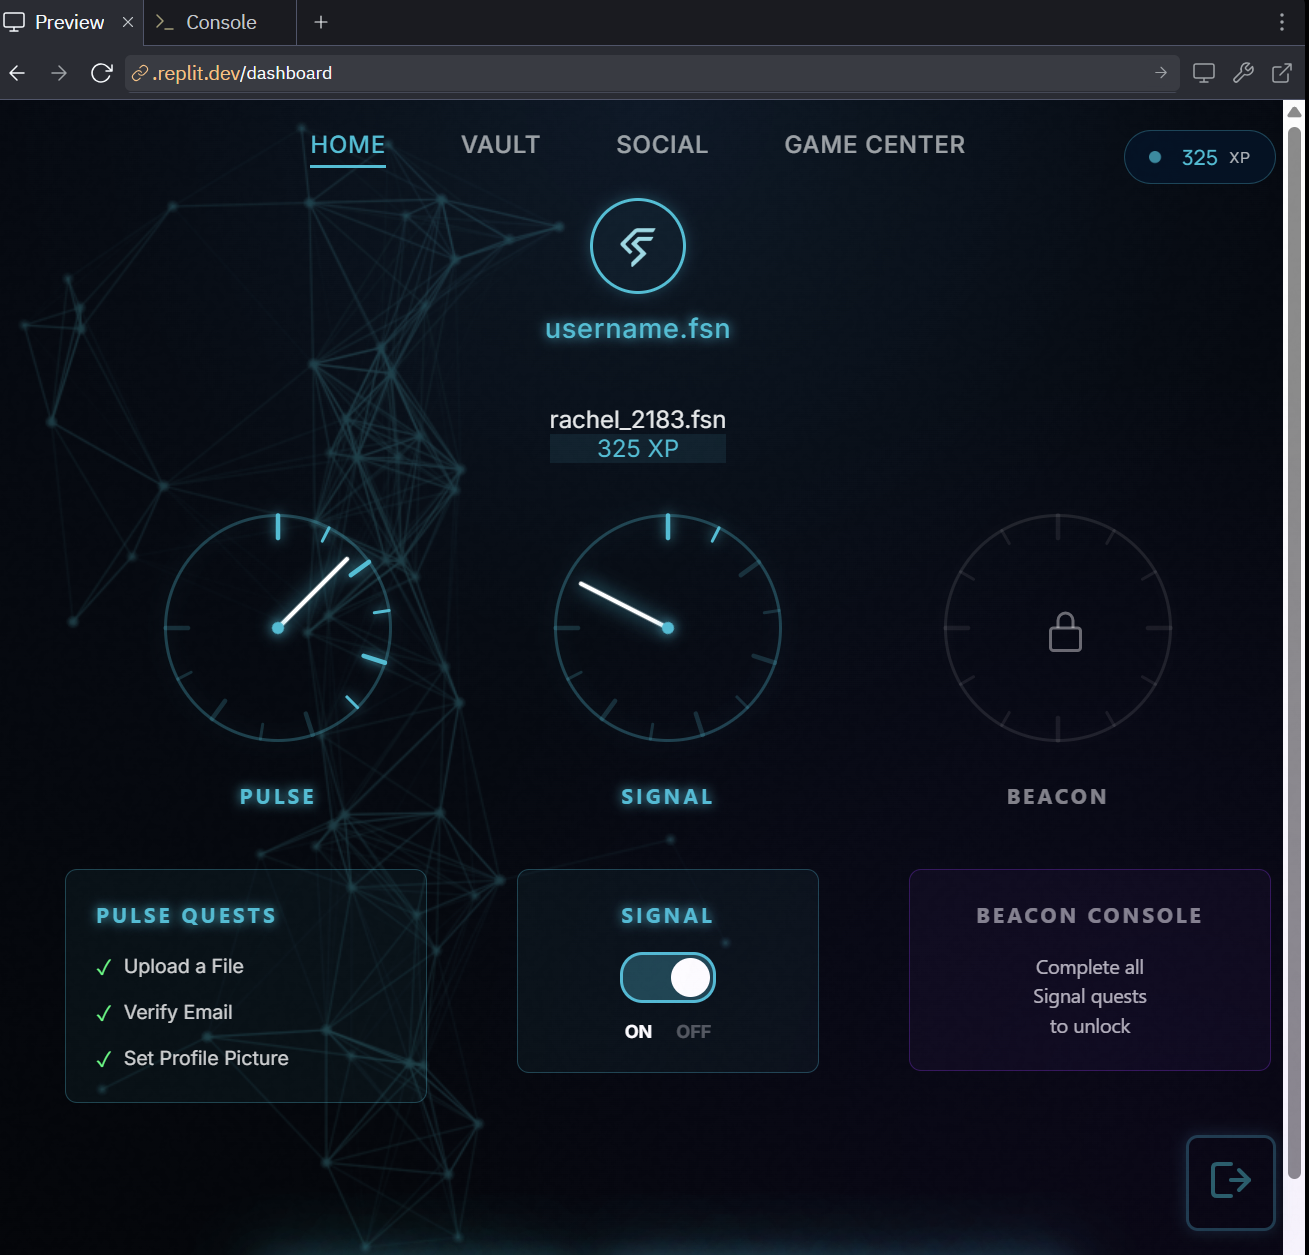 Preview
Console
.replit.dev/dashboard
HOME
VAULT
SOCIAL
GAME CENTER
325 XP
username.fsn
rachel_2183.fsn
325 XP
PULSE
SIGNAL
BEACON
PULSE QUESTS
✓ Upload a File
✓ Verify Email
✓ Set Profile Picture
SIGNAL
ON OFF
BEACON CONSOLE
Complete all
Signal quests
to unlock